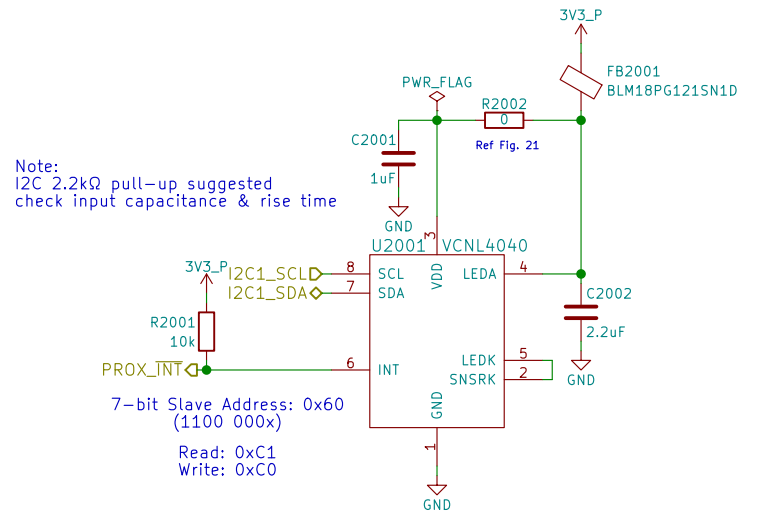 3V3_P
FB2001
BLM18PG121SN1D
PWR_FLAG
R2002
0
Ref Fig. 21
C2001
1uF
GND
Note:
I2C 2.2kΩ pull-up suggested
check input capacitance & rise time
U2001 VCNL4040
3
VDD
I2C1_SCL 8 SCL
I2C1_SDA 7 SDA
LEDA 4
C2002
2.2uF
GND
3V3_P
R2001
10k
PROX_INT 6 INT
LEDK 5
SNSRK 2
GND
1
GND
7-bit Slave Address: 0x60
(1100 000x)
Read: 0xC1
Write: 0xC0